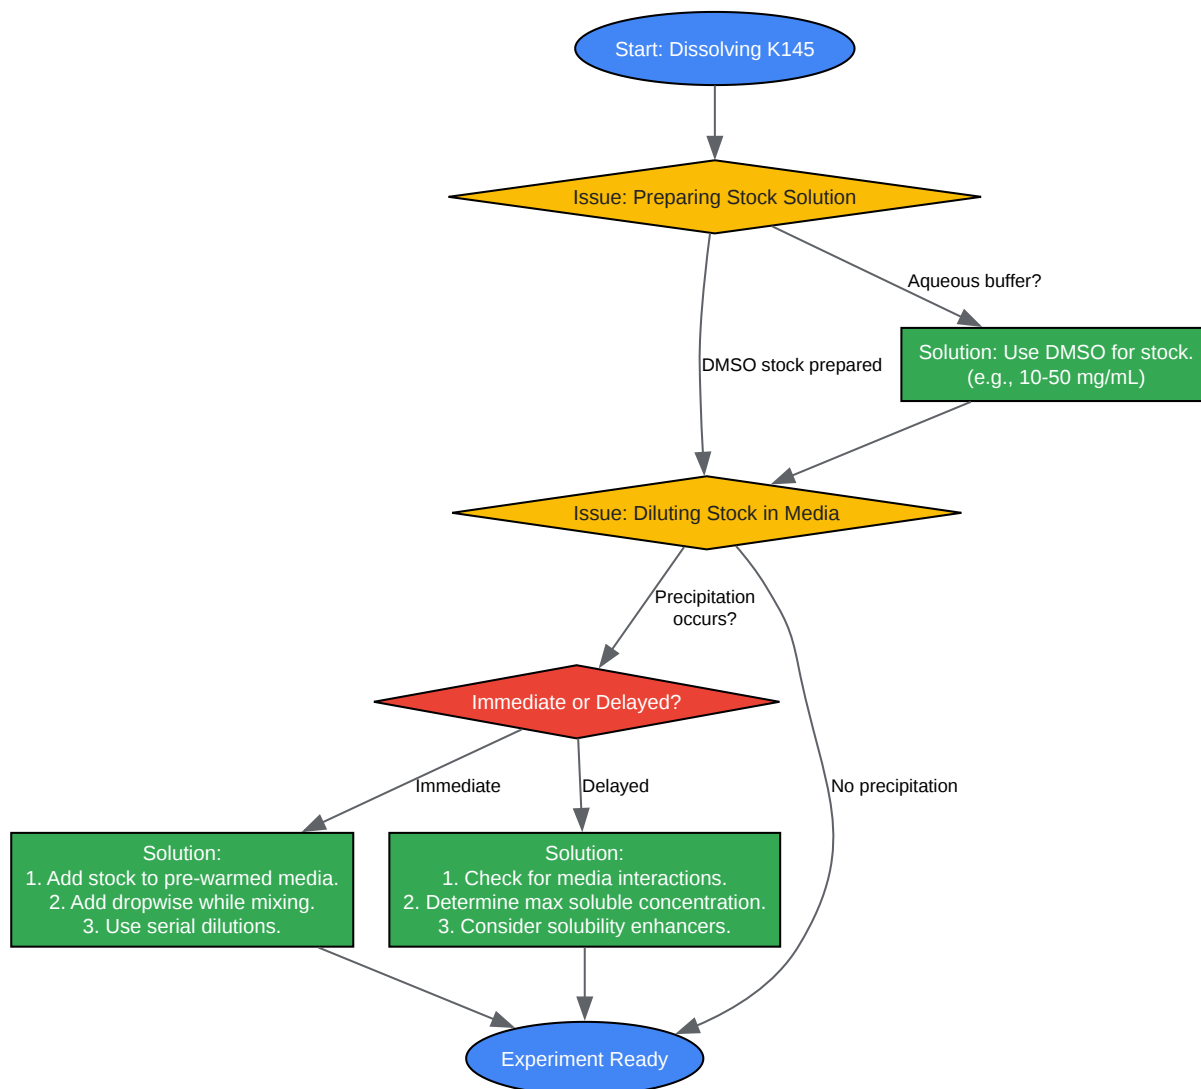 Start: Dissolving K145
Issue: Preparing Stock Solution
Aqueous buffer?
Solution: Use DMSO for stock.
(e.g., 10-50 mg/mL)
DMSO stock prepared
Issue: Diluting Stock in Media
Precipitation
occurs?
Immediate or Delayed?
Immediate
Delayed
No precipitation
Solution:
1. Add stock to pre-warmed media.
2. Add dropwise while mixing.
3. Use serial dilutions.
Solution:
1. Check for media interactions.
2. Determine max soluble concentration.
3. Consider solubility enhancers.
Experiment Ready